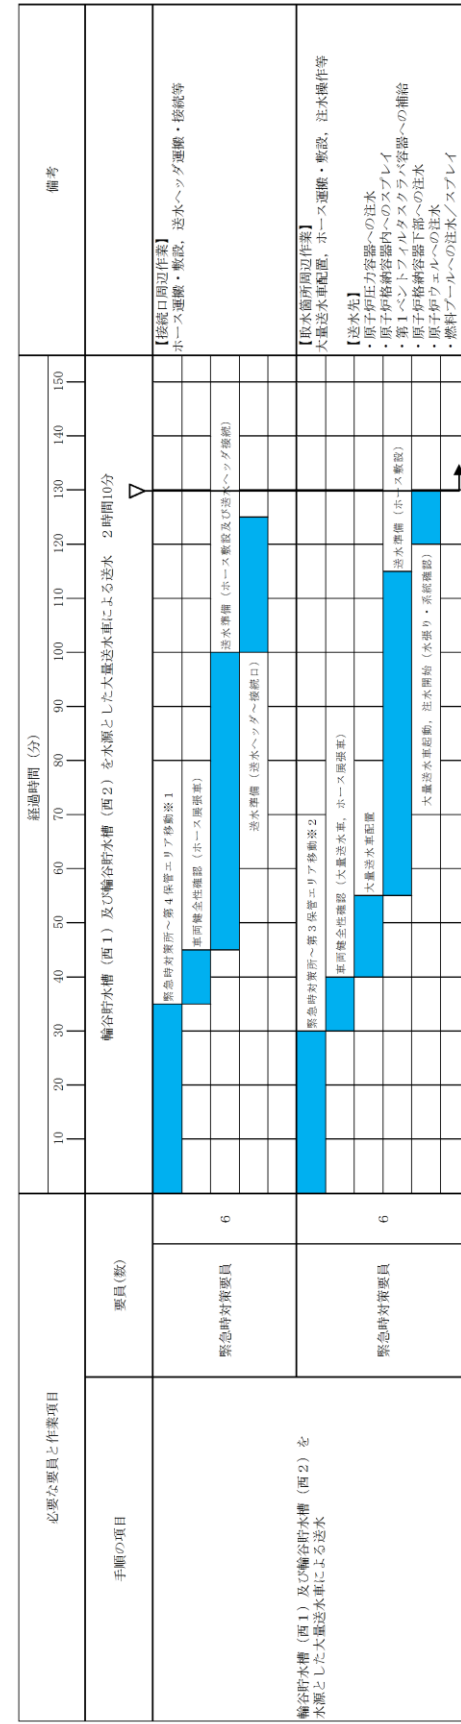 必要な要員と作業項目
経過時間（分）
備考
手順の項目
要員(数)
10 20 30 40 50 60 70 80 90 100 110 120 130 140 150
輪谷貯水槽（西１）及び輪谷貯水槽（西２）を水源とした大量送水車による送水　２時間10分
▽
輪谷貯水槽（西１）及び輪谷貯水槽（西２）を
水源とした大量送水車による送水
緊急時対策要員
6
緊急時対策所～第４保管エリア移動※１
車両健全性確認（ホース展張車）
送水準備（ホース敷設及び送水ヘッダ接続）
送水準備（送水ヘッダ～接続口）
【接続口周辺作業】
ホース運搬・敷設，送水ヘッダ運搬・接続等
緊急時対策要員
6
緊急時対策所～第３保管エリア移動※２
車両健全性確認（大量送水車，ホース展張車）
大量送水車配置
送水準備（ホース敷設）
大量送水車起動，注水開始（水張り・系統確認）
【取水箇所周辺作業】
大量送水車配置，ホース運搬・敷設，注水操作等
【送水先】
・原子炉圧力容器への注水
・原子炉格納容器内へのスプレイ
・第１ベントフィルタスクラバ容器への補給
・原子炉格納容器下部への注水
・原子炉ウェルへの注水
・燃料プールへの注水／スプレイ